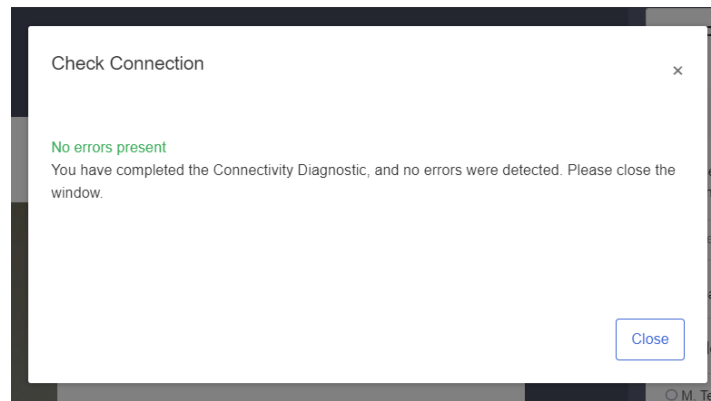 Check Connection
×
No errors present
You have completed the Connectivity Diagnostic, and no errors were detected. Please close the
window.
Close
M.